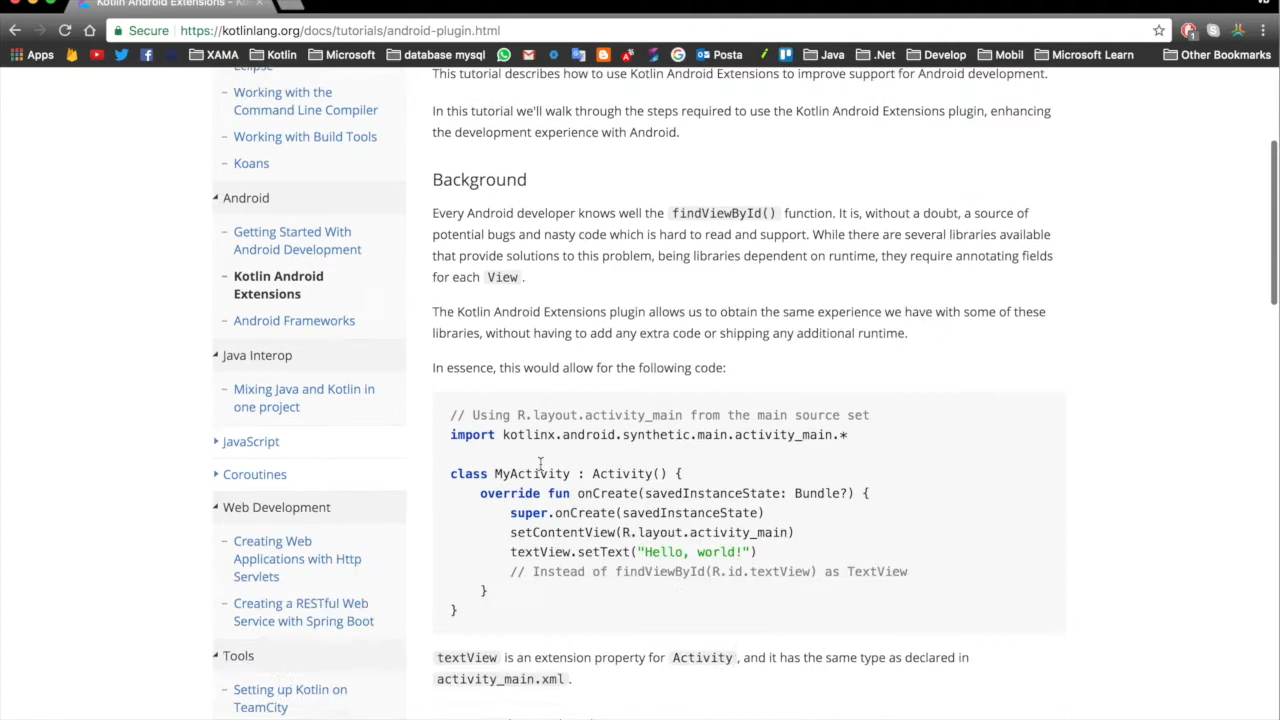 Kotlin Android Extensions -
Secure https://kotlinlang.org/docs/tutorials/android-plugin.html
Apps XAMA Kotlin Microsoft database mysql Posta Java .Net Develop Mobil Microsoft Learn Other Bookmarks
Eclipse
Working with the
Command Line Compiler
Working with Build Tools
Koans
Android
Getting Started With
Android Development
Kotlin Android
Extensions
Android Frameworks
Java Interop
Mixing Java and Kotlin in
one project
JavaScript
Coroutines
Web Development
Creating Web
Applications with Http
Servlets
Creating a RESTful Web
Service with Spring Boot
Tools
Setting up Kotlin on
TeamCity
This tutorial describes how to use Kotlin Android Extensions to improve support for Android development.
In this tutorial we'll walk through the steps required to use the Kotlin Android Extensions plugin, enhancing
the development experience with Android.
Background
Every Android developer knows well the findViewById() function. It is, without a doubt, a source of
potential bugs and nasty code which is hard to read and support. While there are several libraries available
that provide solutions to this problem, being libraries dependent on runtime, they require annotating fields
for each View.
The Kotlin Android Extensions plugin allows us to obtain the same experience we have with some of these
libraries, without having to add any extra code or shipping any additional runtime.
In essence, this would allow for the following code:
// Using R.layout.activity_main from the main source set
import kotlinx.android.synthetic.main.activity_main.*
class MyActivity : Activity() {
override fun onCreate(savedInstanceState: Bundle?) {
super.onCreate(savedInstanceState)
setContentView(R.layout.activity_main)
textView.setText("Hello, world!")
// Instead of findViewById(R.id.textView) as TextView
}
}
textView is an extension property for Activity, and it has the same type as declared in
activity_main.xml.